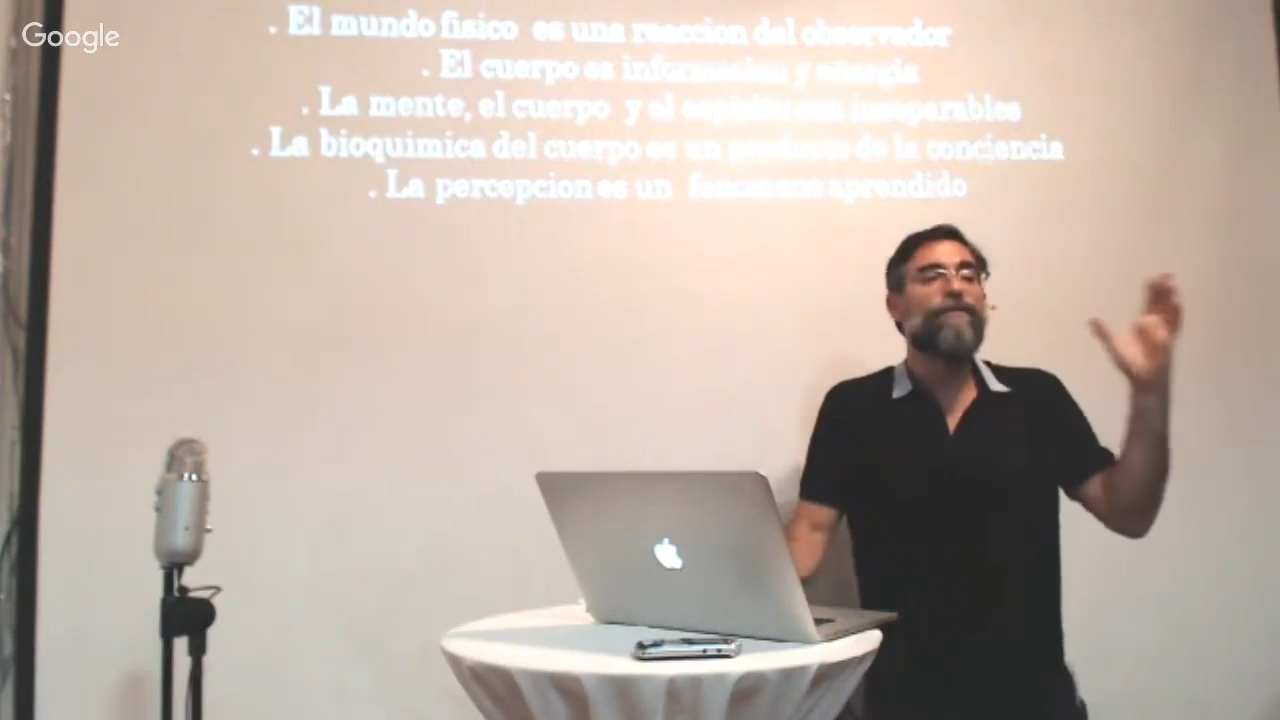 Google
. El mundo fisico es una reaccion del observador
. El cuerpo es informacion y energia
. La mente, el cuerpo y el espiritu son inseparables
. La bioquimica del cuerpo es un producto de la conciencia
. La percepcion es un fenomeno aprendido